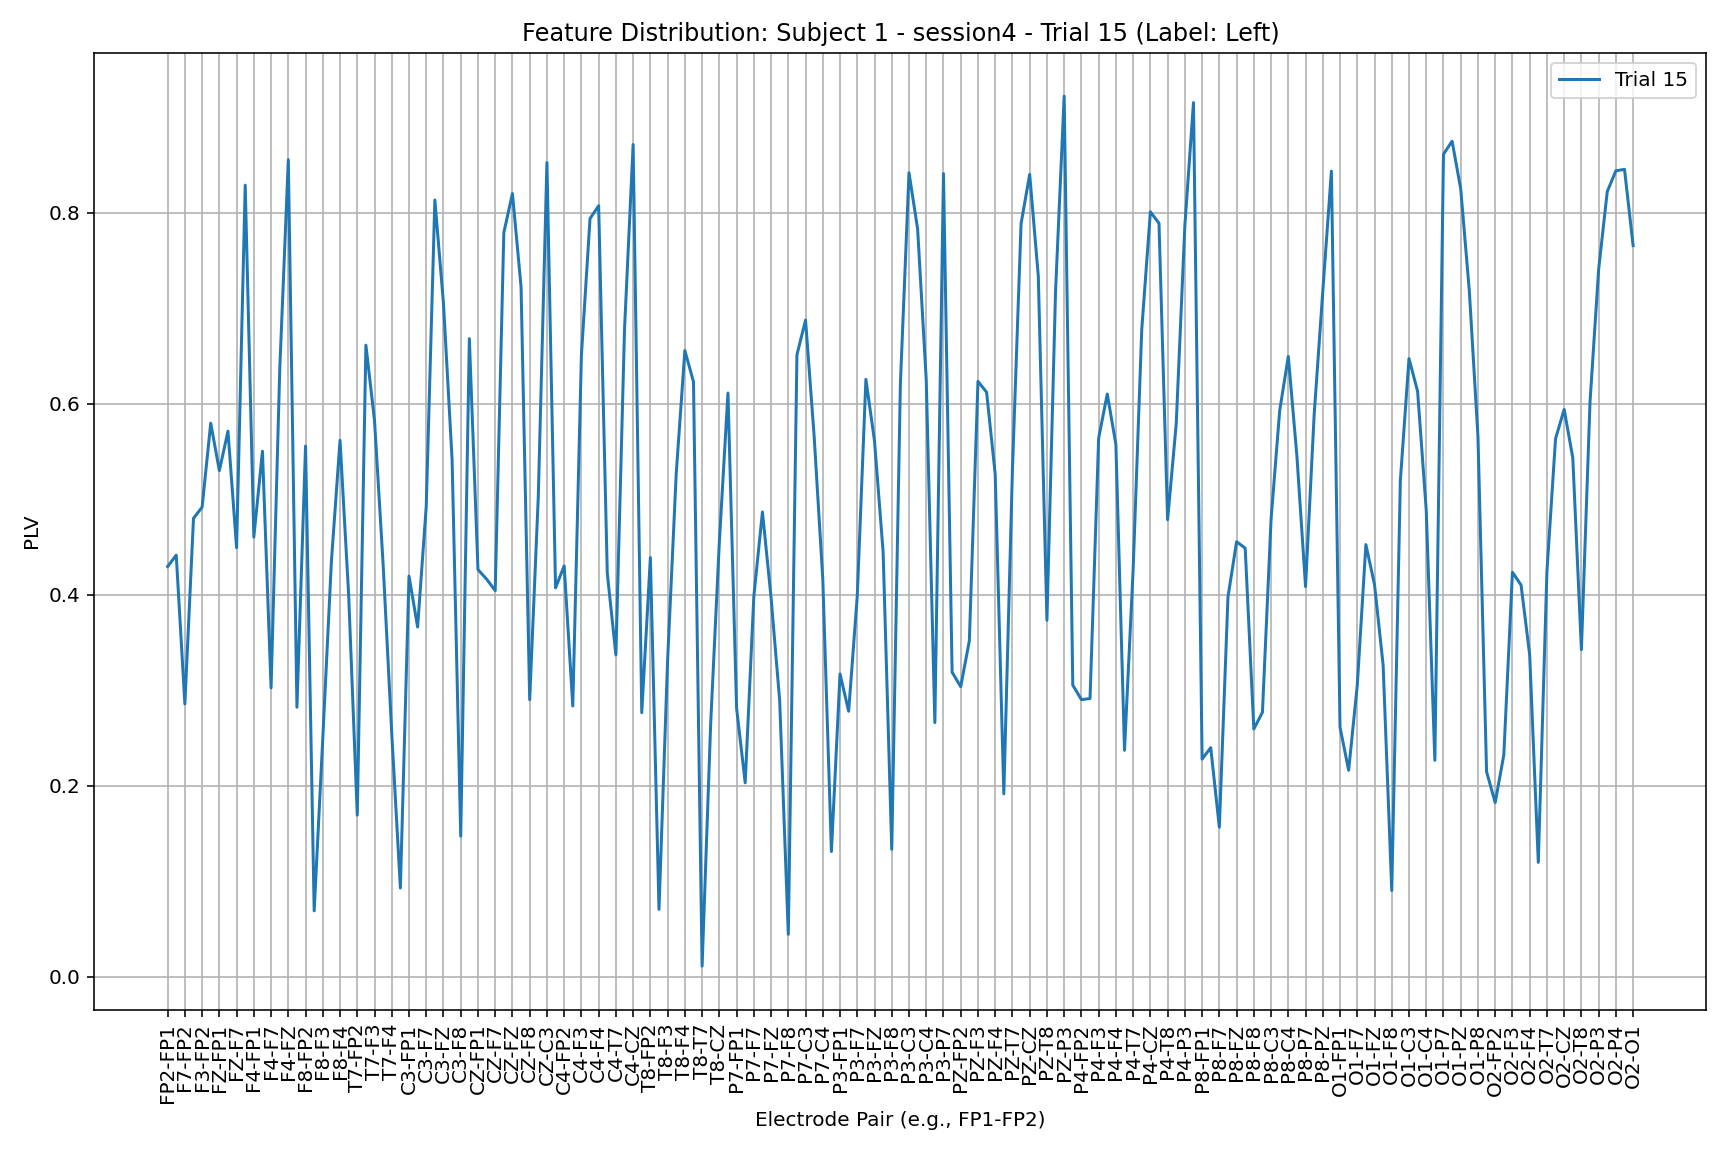 Feature Distribution: Subject 1 - session4 - Trial 15 (Label: Left)
Trial 15
PLV
0.8
0.6
0.4
0.2
0.0
FP2-FP1
F7-FP2
F3-FP2
FZ-FP1
FZ-F7
F4-FP1
F4-F7
F4-FZ
F8-FP2
F8-F3
F8-F4
T7-FP2
T7-F3
T7-F4
C3-FP1
C3-F7
C3-FZ
C3-F8
CZ-FP1
CZ-F7
CZ-FZ
CZ-F8
CZ-C3
C4-FP2
C4-F3
C4-F4
C4-T7
C4-CZ
T8-FP2
T8-F3
T8-F4
T8-T7
T8-CZ
P7-FP1
P7-F7
P7-FZ
P7-F8
P7-C3
P7-C4
P3-FP1
P3-F7
P3-FZ
P3-F8
P3-C3
P3-C4
P3-P7
PZ-FP2
PZ-F3
PZ-F4
PZ-T7
PZ-CZ
PZ-T8
PZ-P3
P4-FP2
P4-F3
P4-F4
P4-T7
P4-CZ
P4-T8
P4-P3
P8-FP1
P8-F7
P8-FZ
P8-F8
P8-C3
P8-C4
P8-P7
P8-PZ
O1-FP1
O1-F7
O1-FZ
O1-F8
O1-C3
O1-C4
O1-P7
O1-PZ
O1-P8
O2-FP2
O2-F3
O2-F4
O2-T7
O2-CZ
O2-T8
O2-P3
O2-P4
O2-O1
Electrode Pair (e.g., FP1-FP2)